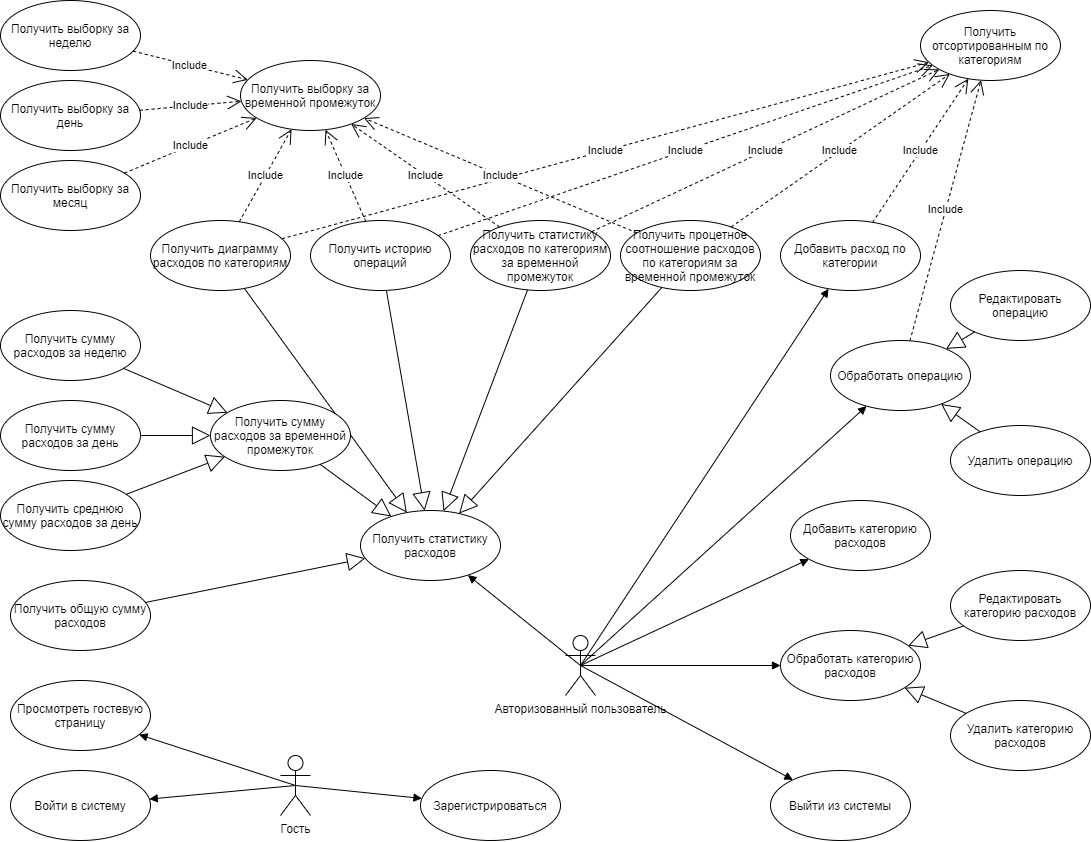 Получить выборку за
неделю
Получить
отсортированным по
категориям
Include
Получить выборку за
временной промежуток
Получить выборку за
день
Include
Include
Получить выборку за
месяц
Include
Include
Include
Include
Include
Include
Include
Include
Include
Include
Получить диаграмму
расходов по категориям
Получить историю
операций
Получить статистику
расходов по категориям
за временной
промежуток
Получить процетное
соотношение расходов
по категориям за
временной промежуток
Добавить расход по
категории
Редактировать
операцию
Получить сумму
расходов за неделю
Обработать операцию
Получить сумму
расходов за день
Получить сумму
расходов за временной
промежуток
Удалить операцию
Получить среднюю
сумму расходов за день
Получить статистику
расходов
Добавить категорию
расходов
Получить общую сумму
расходов
Редактировать
категорию расходов
Обработать категорию
расходов
Авторизованный пользователь
Просмотреть гостевую
страницу
Удалить категорию
расходов
Войти в систему
Гость
Зарегистрироваться
Выйти из системы